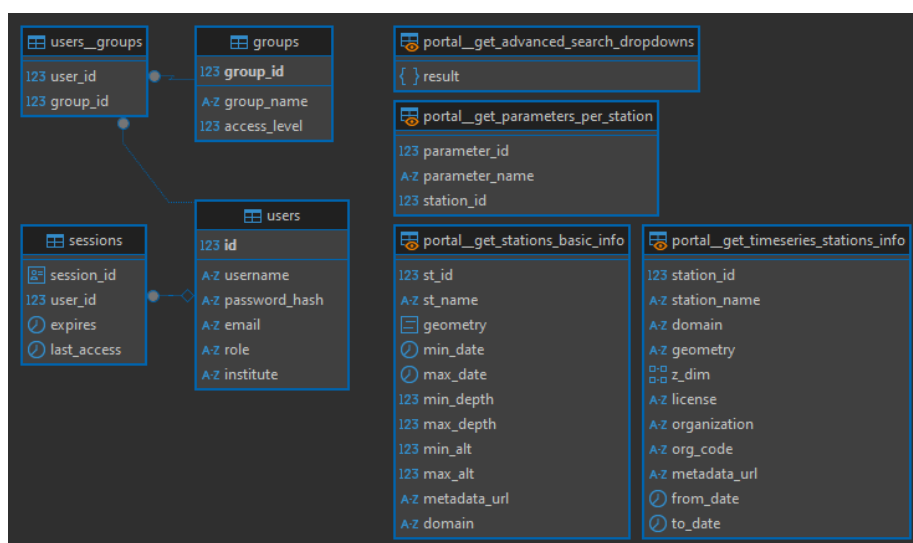 users__groups
123 user_id
123 group_id
groups
123 group_id
A-Z group_name
123 access_level
portal__get_advanced_search_dropdowns
{ } result
portal__get_parameters_per_station
123 parameter_id
A-Z parameter_name
123 station_id
sessions
session_id
123 user_id
expires
last_access
users
123 id
A-Z username
A-Z password_hash
A-Z email
A-Z role
A-Z institute
portal__get_stations_basic_info
123 st_id
A-Z st_name
geometry
min_date
max_date
123 min_depth
123 max_depth
123 min_alt
123 max_alt
A-Z metadata_url
A-Z domain
portal__get_timeseries_stations_info
123 station_id
A-Z station_name
A-Z domain
A-Z geometry
z_dim
A-Z license
A-Z organization
A-Z org_code
A-Z metadata_url
from_date
to_date